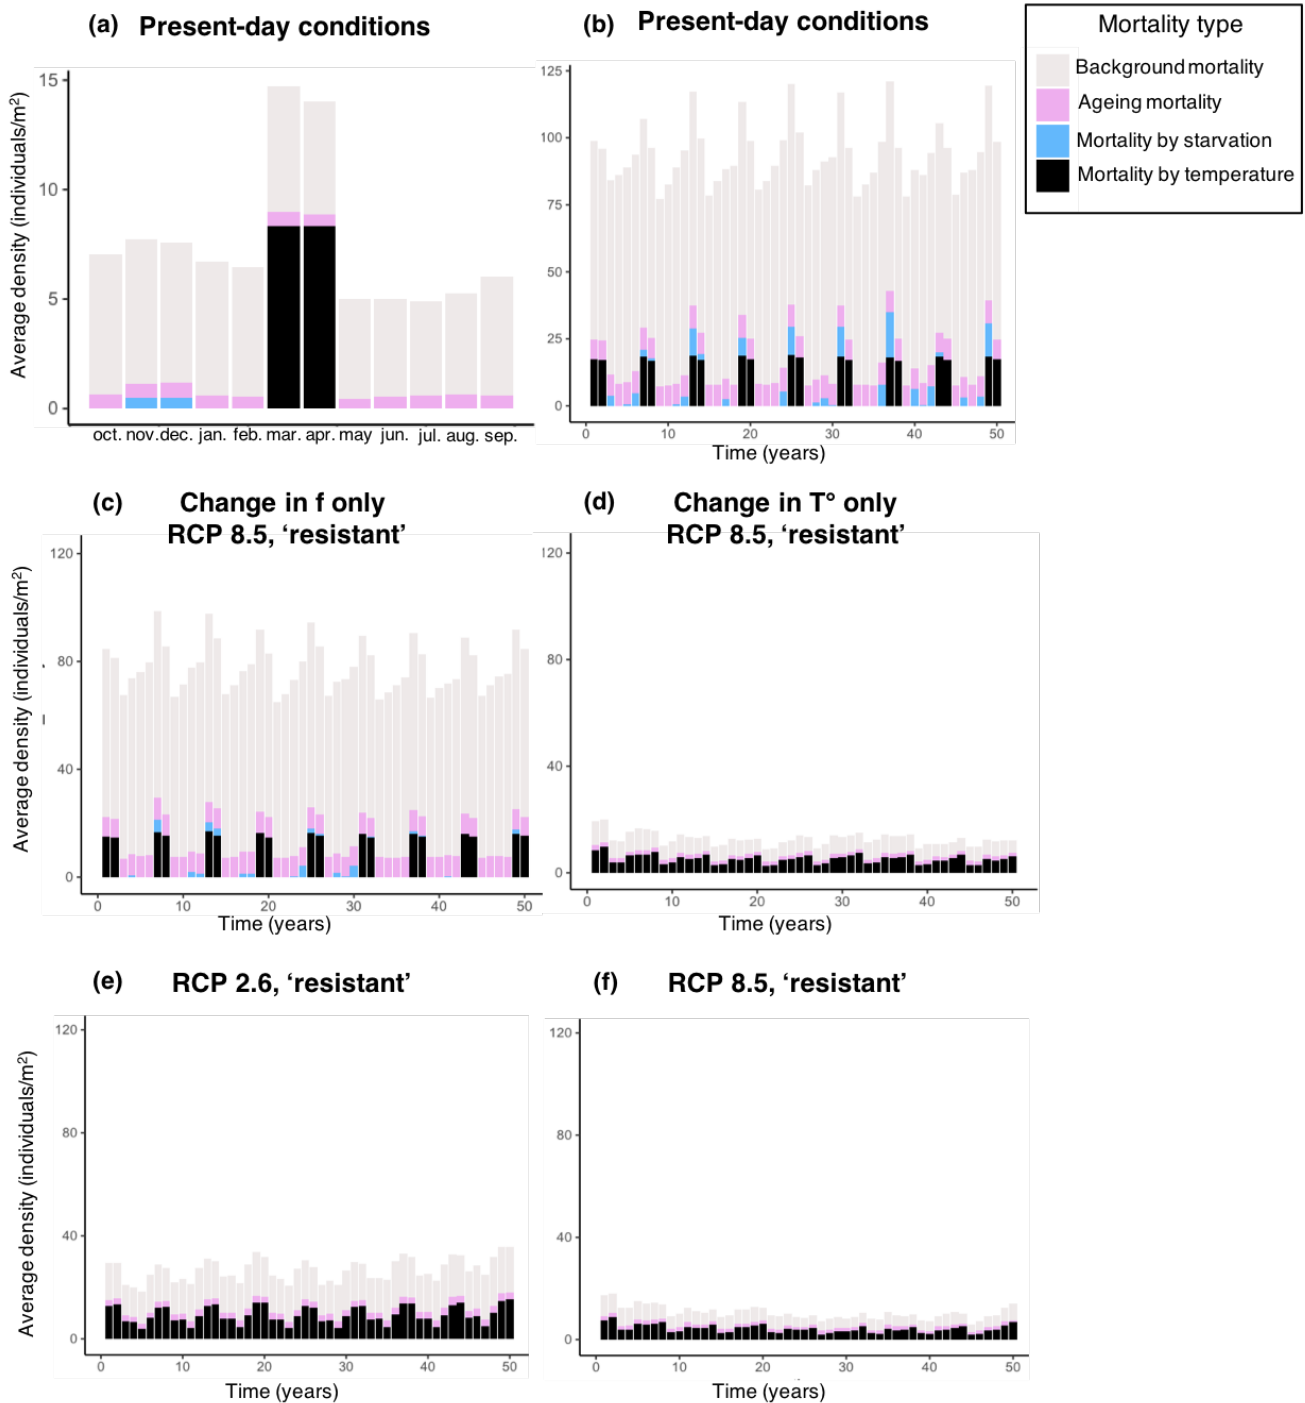 (a) Present-day conditions
Average density (individuals/m²)
15
10
5
0
oct. nov. dec. jan. feb. mar. apr. may jun. jul. aug. sep.
(b) Present-day conditions
125
100
75
50
25
0
0 10 20 30 40 50
Time (years)
Mortality type
Background mortality
Ageing mortality
Mortality by starvation
Mortality by temperature
(c) Change in f only
RCP 8.5, ‘resistant’
Average density (individuals/m²)
120
80
40
0
0 10 20 30 40 50
Time (years)
(d) Change in T° only
RCP 8.5, ‘resistant’
120
80
40
0
0 10 20 30 40 50
Time (years)
(e) RCP 2.6, ‘resistant’
Average density (individuals/m²)
120
80
40
0
0 10 20 30 40 50
Time (years)
(f) RCP 8.5, ‘resistant’
120
80
40
0
0 10 20 30 40 50
Time (years)